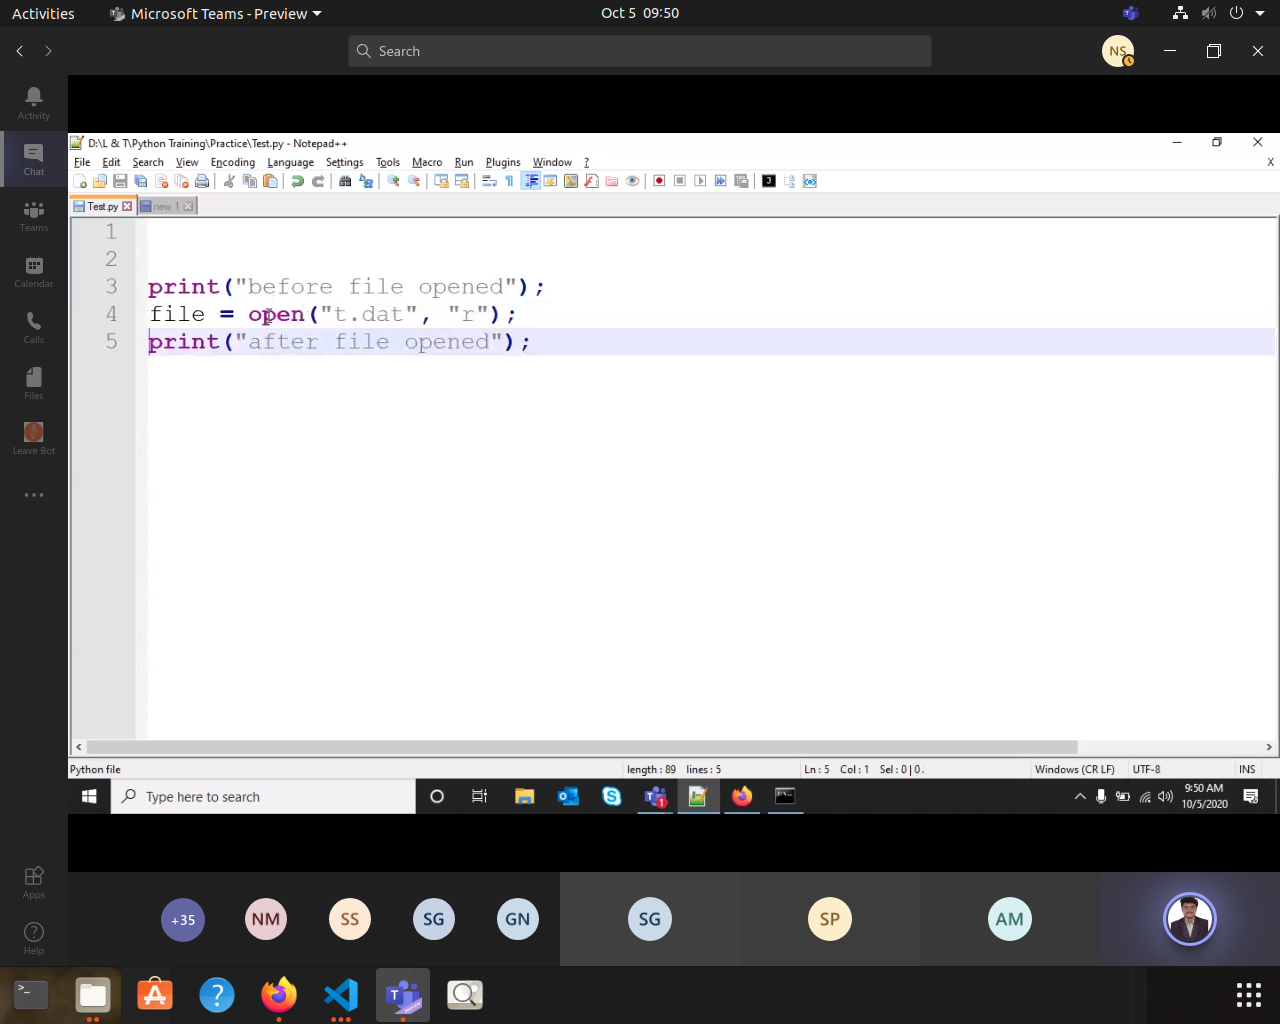 Activities
Microsoft Teams - Preview
Oct 5 09:50
Search
NS
Activity
Chat
Teams
Calendar
Calls
Files
Leave Bot
Apps
Help
D:\L & T\Python Training\Practice\Test.py - Notepad++
File Edit Search View Encoding Language Settings Tools Macro Run Plugins Window ?
X
Test.py
new 1
1
2
3 print("before file opened");
4 file = open("t.dat", "r");
5 print("after file opened");
Python file
length : 89 lines : 5
Ln : 5 Col : 1 Sel : 0 | 0
Windows (CR LF)
UTF-8
INS
Type here to search
1
9:50 AM
10/5/2020
+35
NM
SS
SG
GN
SG
SP
AM